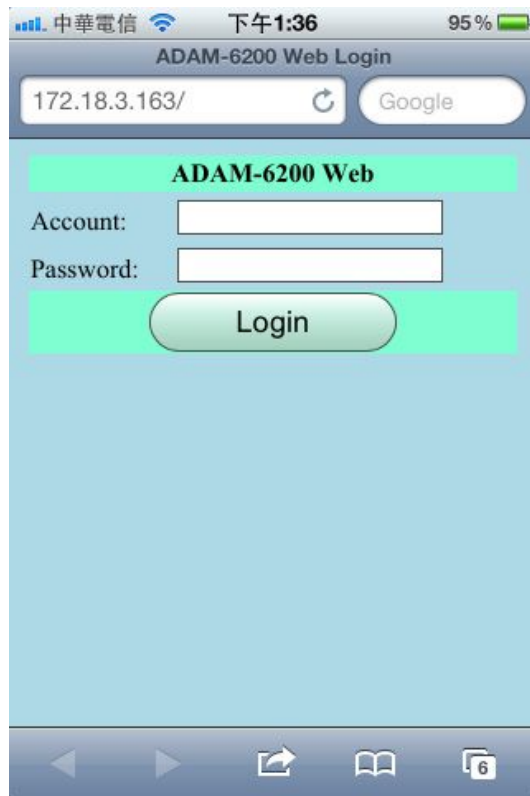 中華電信 下午1:36 95%
ADAM-6200 Web Login
172.18.3.163/ Google
ADAM-6200 Web
Account:
Password:
Login
6